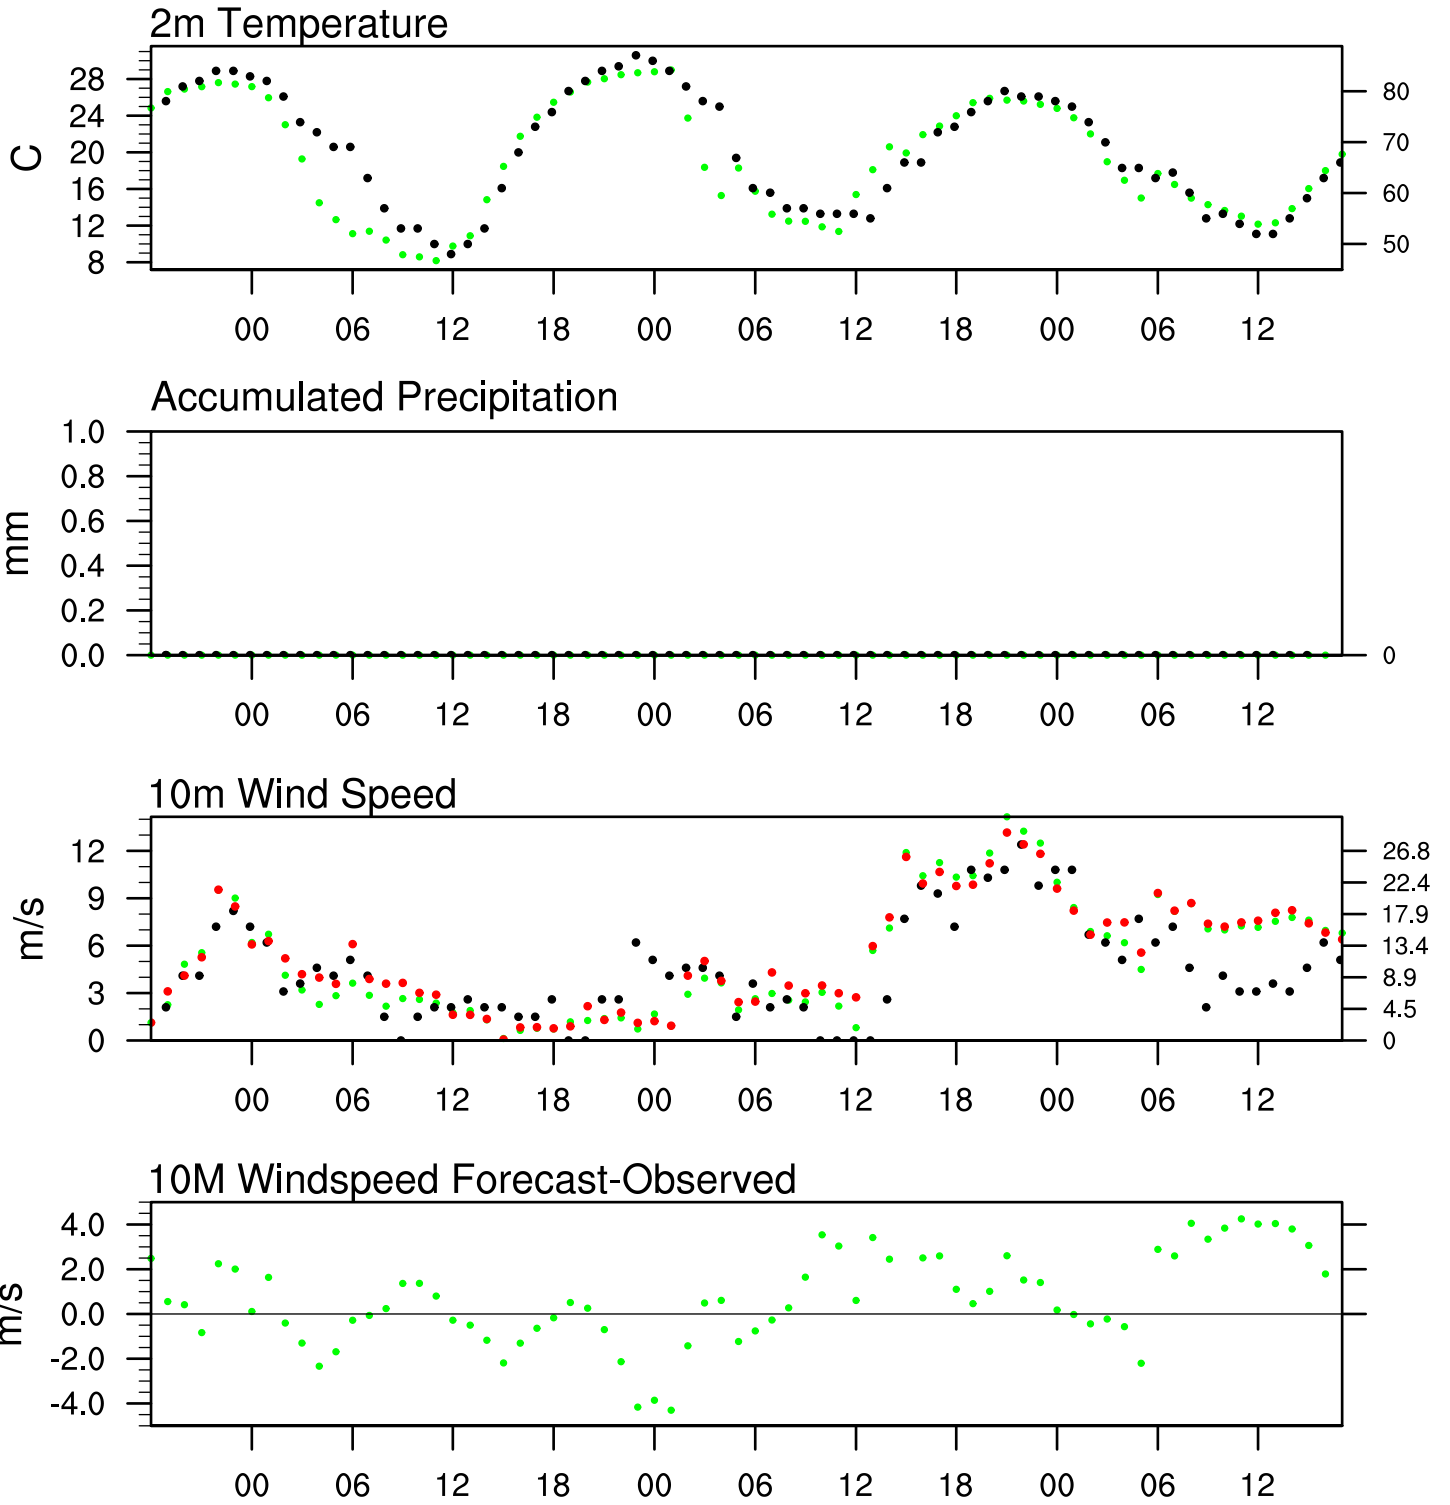 2m Temperature
C
28
24
20
16
12
8
80
70
60
50
00 06 12 18 00 06 12 18 00 06 12
Accumulated Precipitation
mm
1.0
0.8
0.6
0.4
0.2
0.0
0
00 06 12 18 00 06 12 18 00 06 12
10m Wind Speed
m/s
12
9
6
3
0
26.8
22.4
17.9
13.4
8.9
4.5
0
00 06 12 18 00 06 12 18 00 06 12
10M Windspeed Forecast-Observed
m/s
4.0
2.0
0.0
-2.0
-4.0
00 06 12 18 00 06 12 18 00 06 12